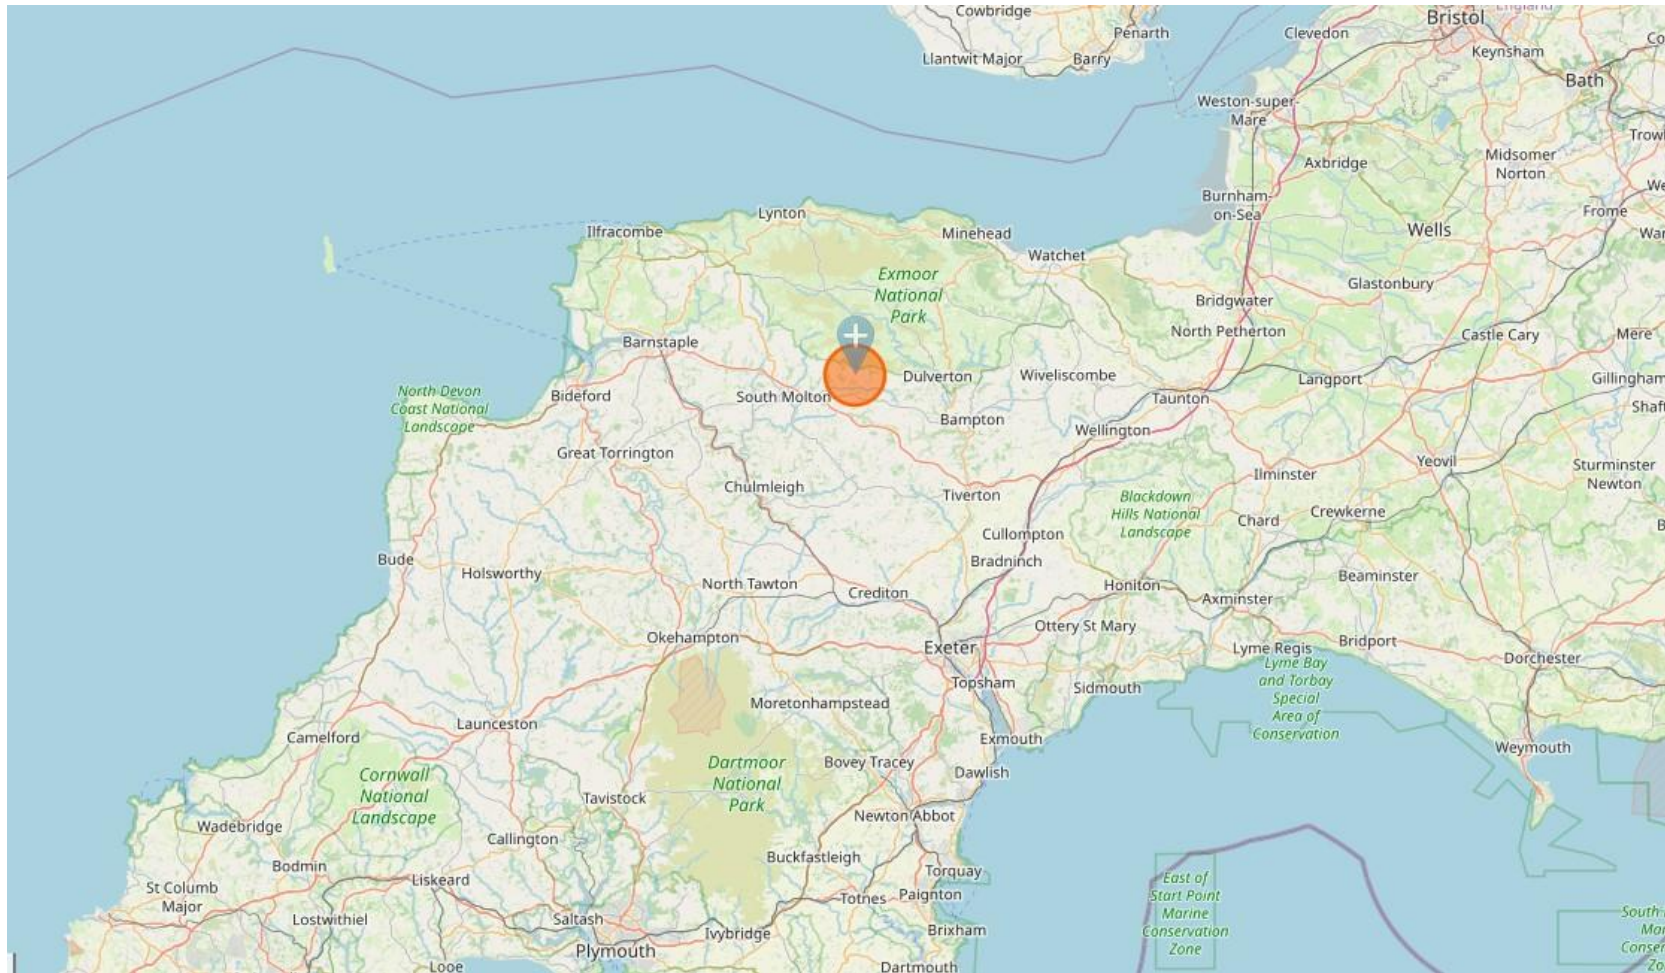 Cowbridge
Penarth
Llantwit Major
Barry
Clevedon
Bristol
Keynsham
Bath
Weston-super-
Mare
Axbridge
Midsomer
Norton
Burnham-
on-Sea
Wells
Frome
Lynton
Ilfracombe
Minehead
Watchet
Exmoor
National
Park
Glastonbury
Bridgwater
North Petherton
Castle Cary
Mere
Barnstaple
Dulverton
Wiveliscombe
Langport
Gillingham
North Devon
Coast National
Landscape
Bideford
South Molton
Taunton
Bampton
Wellington
Great Torrington
Yeovil
Sturminster
Newton
Ilminster
Chulmleigh
Tiverton
Blackdown
Hills National
Landscape
Chard
Crewkerne
Cullompton
Bradninch
Bude
Holsworthy
North Tawton
Crediton
Honiton
Beaminster
Axminster
Okehampton
Exeter
Ottery St Mary
Lyme Regis
Bridport
Dorchester
Lyme Bay
and Torbay
Special
Area of
Conservation
Topsham
Sidmouth
Moretonhampstead
Launceston
Camelford
Exmouth
Weymouth
Cornwall
National
Landscape
Dartmoor
National
Park
Bovey Tracey
Dawlish
Tavistock
Newton Abbot
Wadebridge
Callington
Buckfastleigh
Bodmin
Torquay
Liskeard
St Columb
Major
Totnes
Paignton
East of
Start Point
Marine
Conservation
Zone
Lostwithiel
Saltash
Ivybridge
Brixham
Plymouth
Looe
Dartmouth
South